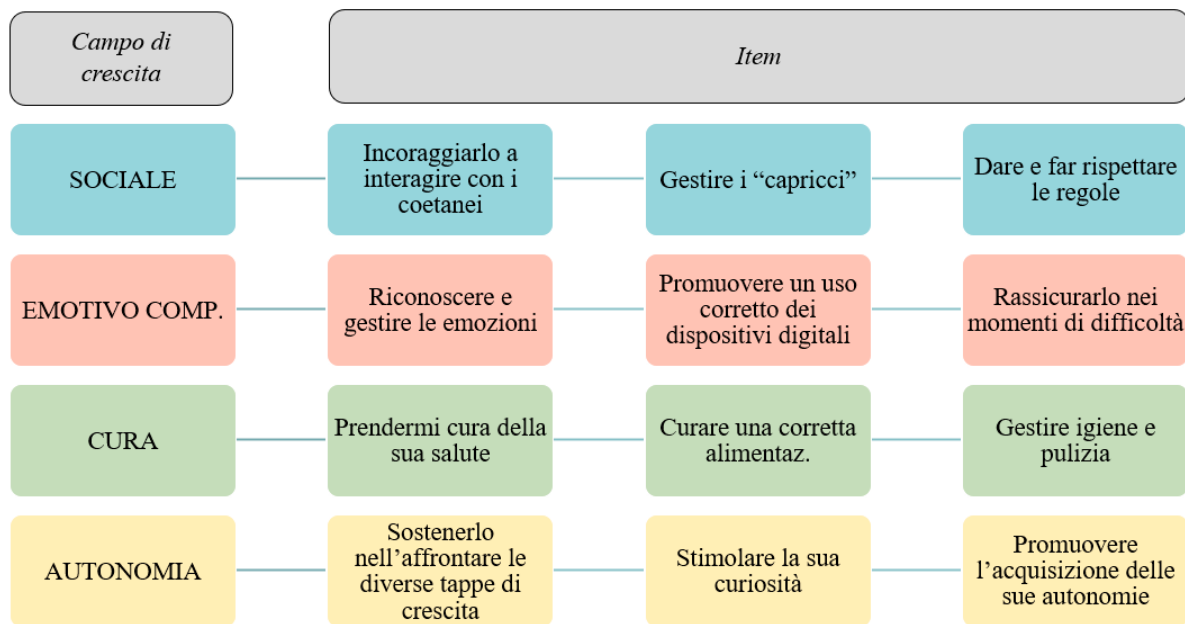 Campo di
crescita
Item
SOCIALE
Incoraggiarlo a
interagire con i
coetanei
Gestire i “capricci”
Dare e far rispettare
le regole
EMOTIVO COMP.
Riconoscere e
gestire le emozioni
Promuovere un uso
corretto dei
dispositivi digitali
Rassicurarlo nei
momenti di difficoltà
CURA
Prendermi cura della
sua salute
Curare una corretta
alimentaz.
Gestire igiene e
pulizia
AUTONOMIA
Sostenerlo
nell’affrontare le
diverse tappe di
crescita
Stimolare la sua
curiosità
Promuovere
l’acquisizione delle
sue autonomie